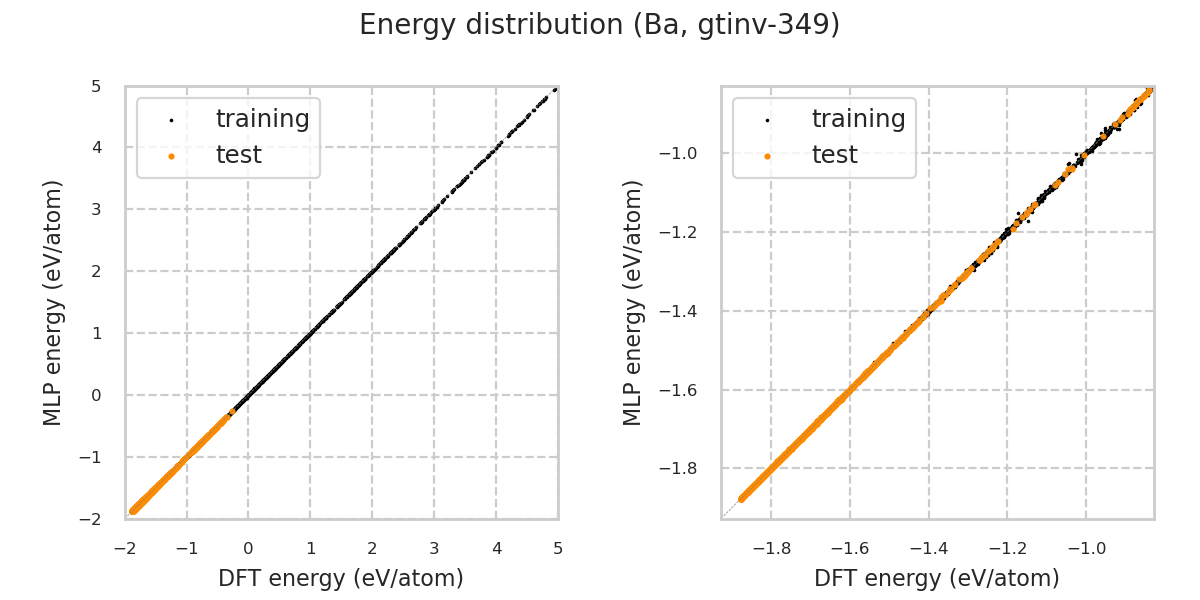 Energy distribution (Ba, gtinv-349)
MLP energy (eV/atom)
5
4
3
2
1
0
−1
−2
training
test
−2 −1 0 1 2 3 4 5
DFT energy (eV/atom)
MLP energy (eV/atom)
−1.0
−1.2
−1.4
−1.6
−1.8
training
test
−1.8 −1.6 −1.4 −1.2 −1.0
DFT energy (eV/atom)